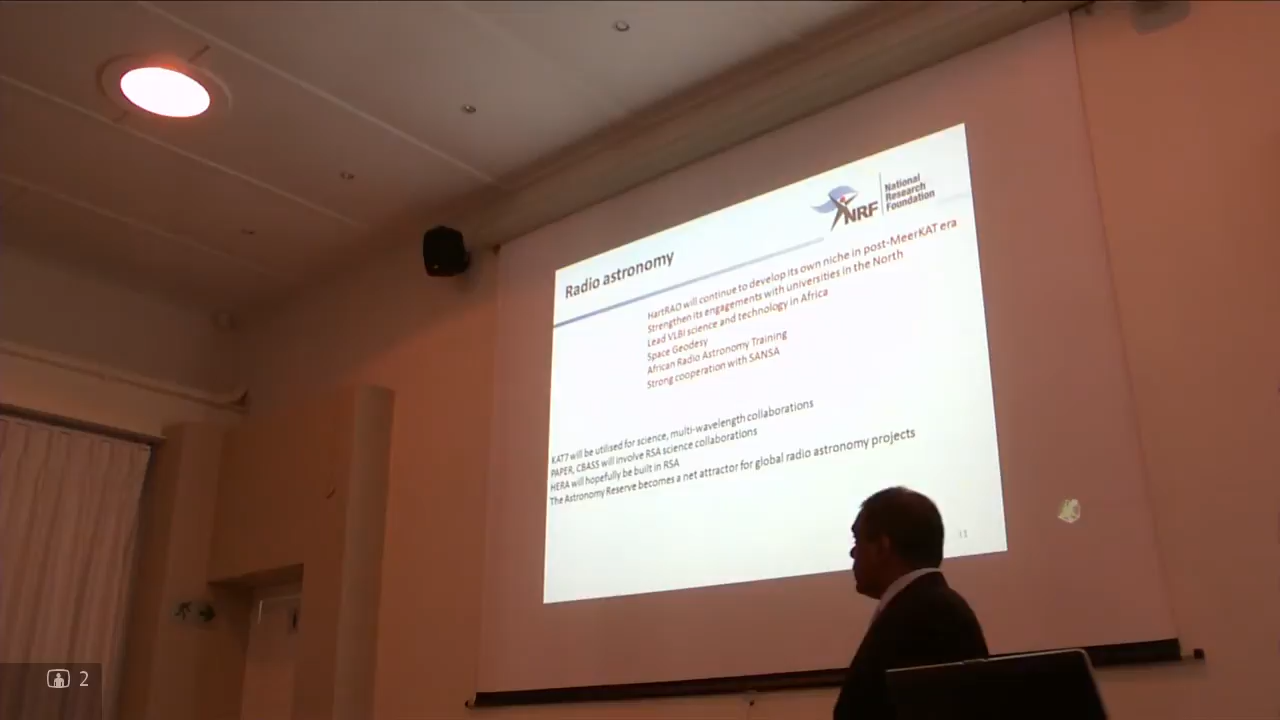 National
Research
Foundation
NRF
Radio astronomy
HartRAO will continue to develop its own niche in post-MeerKAT era
Strengthen its engagements with universities in the North
Lead VLBI science and technology in Africa
Space Geodesy
African Radio Astronomy Training
Strong cooperation with SANSA
KAT7 will be utilised for science, multi-wavelength collaborations
PAPER, CBASS will involve RSA science collaborations
HERA will hopefully be built in RSA
The Astronomy Reserve becomes a net attractor for global radio astronomy projects
11
2